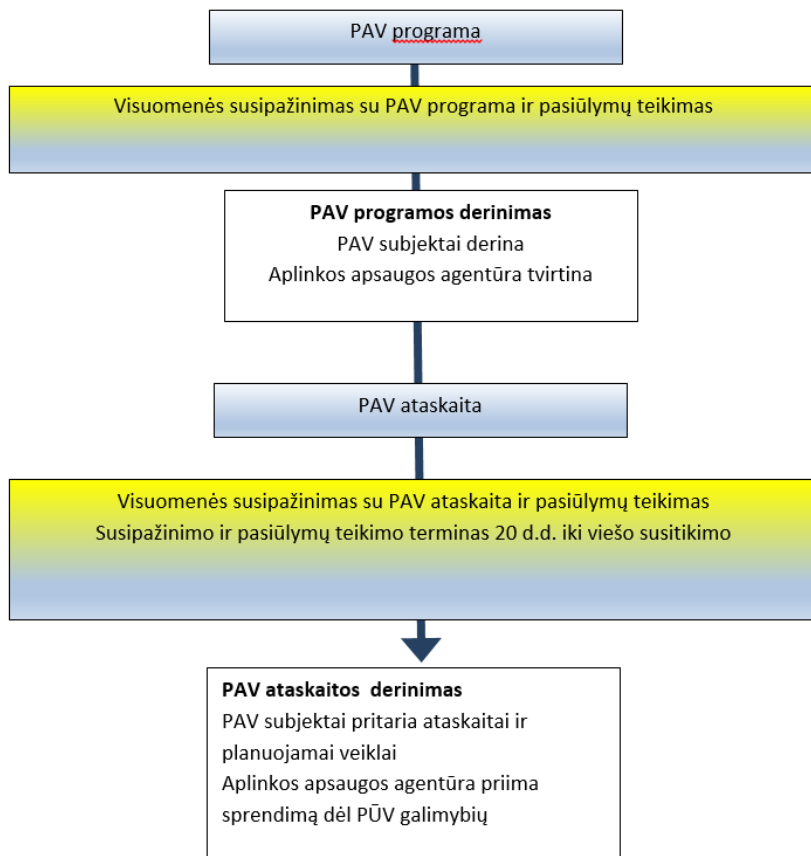 PAV programa
Visuomenės susipažinimas su PAV programa ir pasiūlymų teikimas
PAV programos derinimas
PAV subjektai derina
Aplinkos apsaugos agentūra tvirtina
PAV ataskaita
Visuomenės susipažinimas su PAV ataskaita ir pasiūlymų teikimas
Susipažinimo ir pasiūlymų teikimo terminas 20 d.d. iki viešo susitikimo
PAV ataskaitos derinimas
PAV subjektai pritaria ataskaitai ir
planuojamai veiklai
Aplinkos apsaugos agentūra priima
sprendimą dėl PŪV galimybių